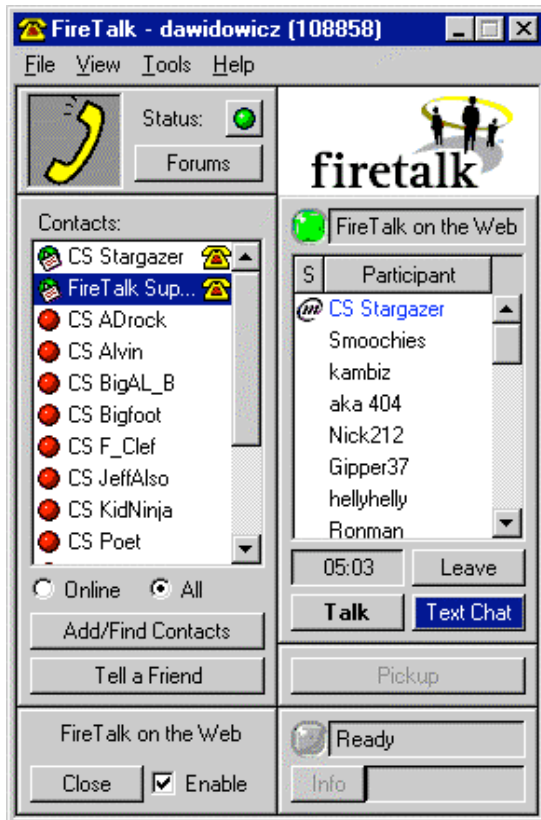 FireTalk - dawidowicz (108858)
File View Tools Help
Status:
Forums
firetalk
Contacts:
CS Stargazer
FireTalk Sup...
CS ADrock
CS Alvin
CS BigAL_B
CS Bigfoot
CS F_Clef
CS JeffAlso
CS KidNinja
CS Poet
Online All
Add/Find Contacts
Tell a Friend
FireTalk on the Web
Close Enable
FireTalk on the Web
S Participant
m CS Stargazer
Smoochies
kambiz
aka 404
Nick212
Gipper37
hellyhelly
Ronman
05:03 Leave
Talk Text Chat
Pickup
Ready
Info